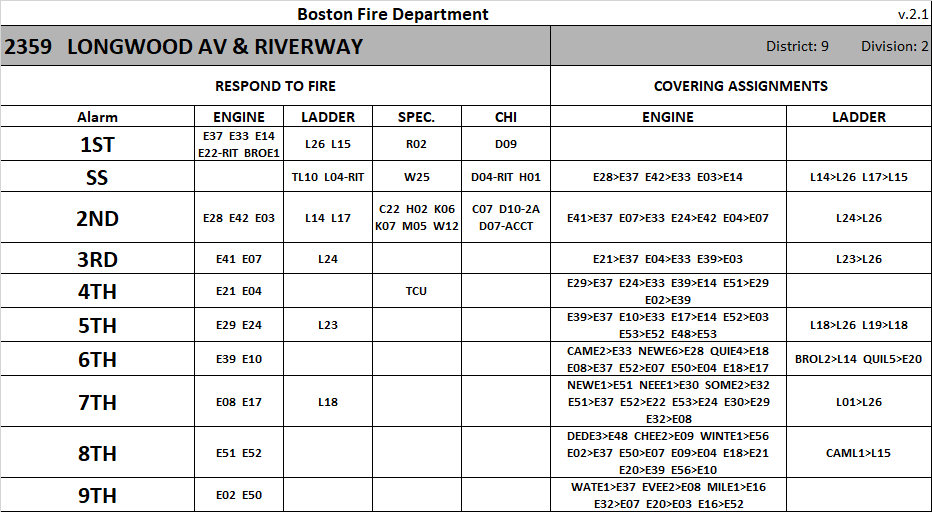 Boston Fire Department v.2.1
2359 LONGWOOD AV & RIVERWAY District: 9 Division: 2
RESPOND TO FIRE COVERING ASSIGNMENTS
Alarm ENGINE LADDER SPEC. CHI ENGINE LADDER
1ST E37 E33 E14 L26 L15 R02 D09
E22-RIT BROE1
SS TL10 L04-RIT W25 D04-RIT H01 E28>E37 E42>E33 E03>E14 L14>L26 L17>L15
2ND E28 E42 E03 L14 L17 C22 H02 K06 C07 D10-2A E41>E37 E07>E33 E24>E42 E04>E07 L24>L26
K07 M05 W12 D07-ACCT
3RD E41 E07 L24 E21>E37 E04>E33 E39>E03 L23>L26
4TH E21 E04 TCU E29>E37 E24>E33 E39>E14 E51>E29
E02>E39
5TH E29 E24 L23 E39>E37 E10>E33 E17>E14 E52>E03 L18>L26 L19>L18
E53>E52 E48>E53
6TH E39 E10 CAME2>E33 NEWE6>E28 QUIE4>E18 BROL2>L14 QUIL5>E20
E08>E37 E52>E07 E50>E04 E18>E17
7TH E08 E17 L18 NEWE1>E51 NEEE1>E30 SOME2>E32 L01>L26
E51>E37 E52>E22 E53>E24 E30>E29
E32>E08
8TH E51 E52 DEDE3>E48 CHEE2>E09 WINTE1>E56 CAML1>L15
E02>E37 E50>E07 E09>E04 E18>E21
E20>E39 E56>E10
9TH E02 E50 WATE1>E37 EVEE2>E08 MILE1>E16
E32>E07 E20>E03 E16>E52